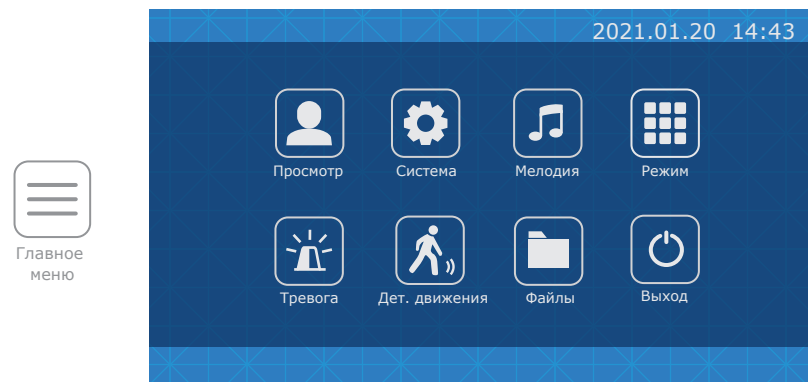 2021.01.20 14:43
Просмотр
Система
Мелодия
Режим
Главное
меню
Тревога
Дет. движения
Файлы
Выход